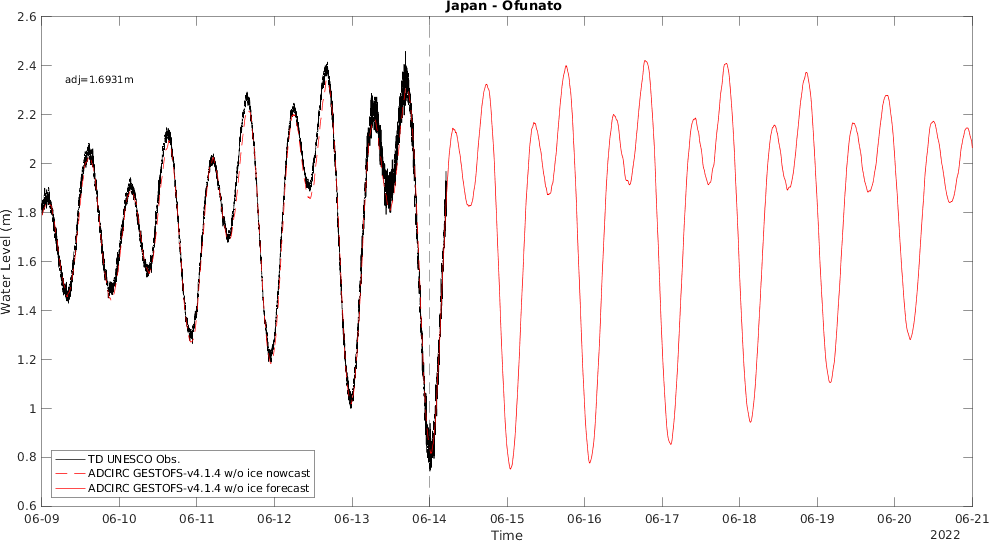 Japan - Ofunato
2.6
2.4
2.2
2
1.8
1.6
1.4
1.2
1
0.8
0.6
Water Level (m)
adj=1.6931m
TD UNESCO Obs.
ADCIRC GESTOFS-v4.1.4 w/o ice nowcast
ADCIRC GESTOFS-v4.1.4 w/o ice forecast
06-09 06-10 06-11 06-12 06-13 06-14 06-15 06-16 06-17 06-18 06-19 06-20 06-21
Time
2022